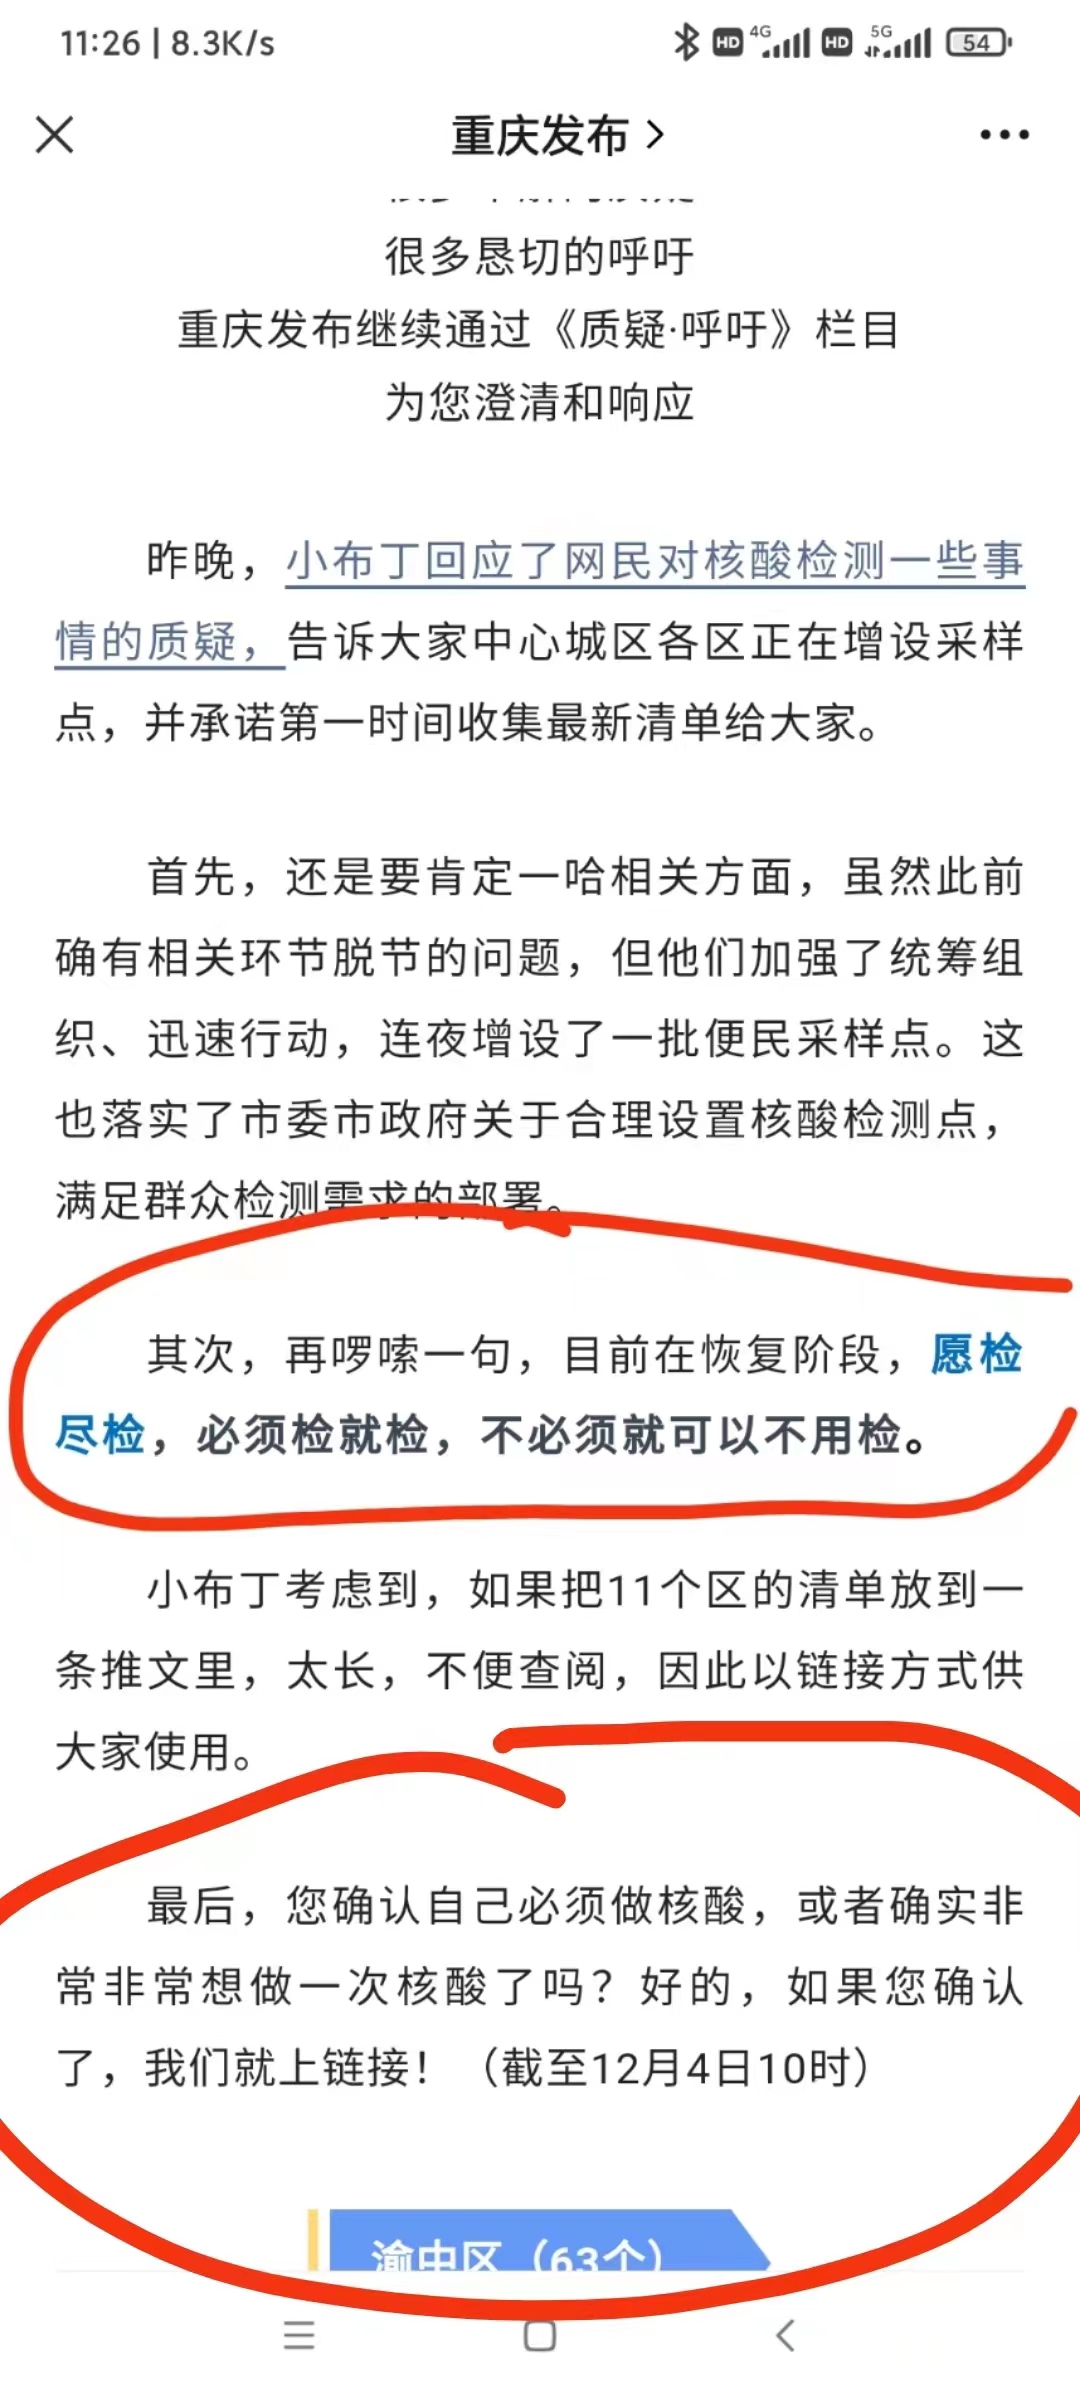 11:26 | 8.3K/s
HD 4G HD 5G 54
重庆发布 >
很多恳切的呼吁
重庆发布继续通过《质疑·呼吁》栏目
为您澄清和响应
昨晚，小布丁回应了网民对核酸检测一些事
情的质疑，告诉大家中心城区各区正在增设采样
点，并承诺第一时间收集最新清单给大家。
首先，还是要肯定一哈相关方面，虽然此前
确有相关环节脱节的问题，但他们加强了统筹组
织、迅速行动，连夜增设了一批便民采样点。这
也落实了市委市政府关于合理设置核酸检测点，
满足群众检测需求的部署。
其次，再啰嗦一句，目前在恢复阶段，愿检
尽检，必须检就检，不必须就可以不用检。
小布丁考虑到，如果把11个区的清单放到一
条推文里，太长，不便查阅，因此以链接方式供
大家使用。
最后，您确认自己必须做核酸，或者确实非
常非常想做一次核酸了吗？好的，如果您确认
了，我们就上链接！（截至12月4日10时）
渝中区（63个）